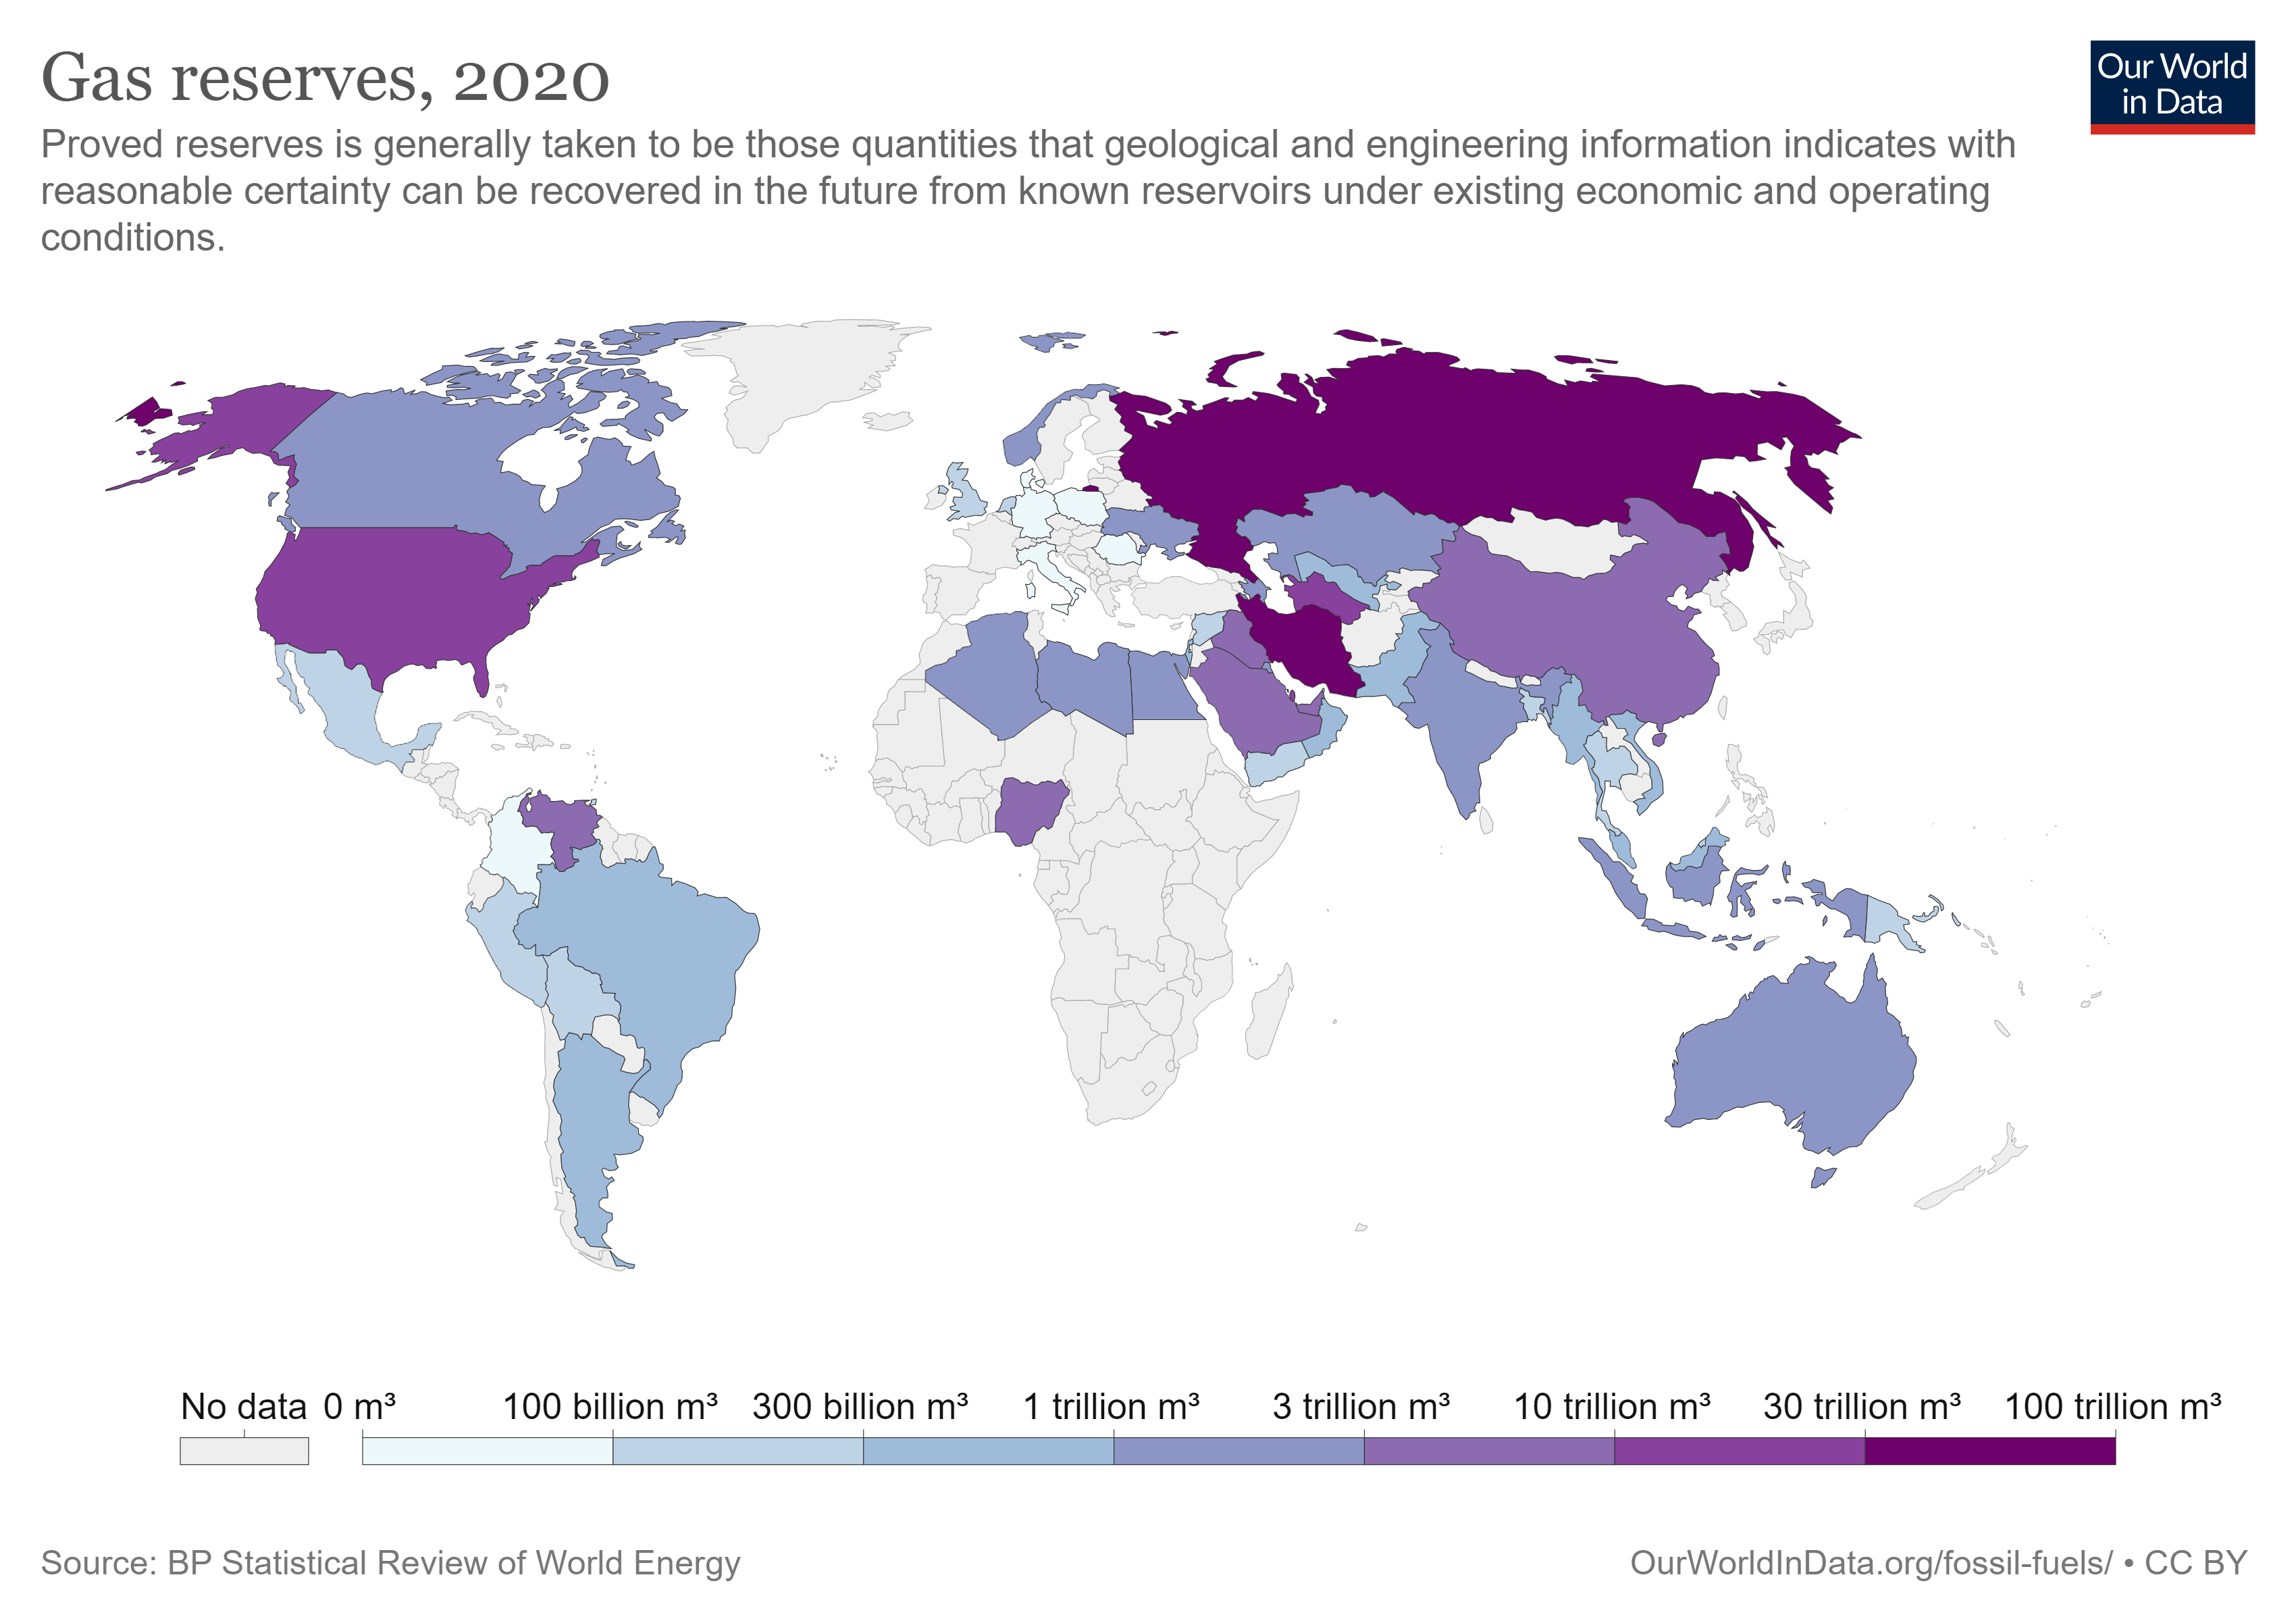 Gas reserves, 2020
Our World
in Data
Proved reserves is generally taken to be those quantities that geological and engineering information indicates with
reasonable certainty can be recovered in the future from known reservoirs under existing economic and operating
conditions.
No data 0 m³ 100 billion m³ 300 billion m³ 1 trillion m³ 3 trillion m³ 10 trillion m³ 30 trillion m³ 100 trillion m³
Source: BP Statistical Review of World Energy
OurWorldInData.org/fossil-fuels/ • CC BY